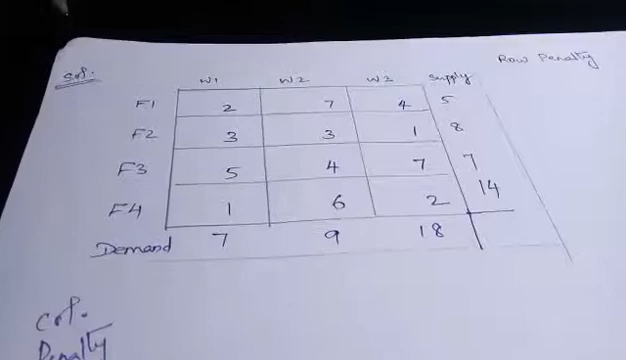 Sol.
W1 W2 W3 Supply Row Penalty
F1 2 7 4 5
F2 3 3 1 8
F3 5 4 7 7
F4 1 6 2 14
Demand 7 9 18
Col.
Penalty